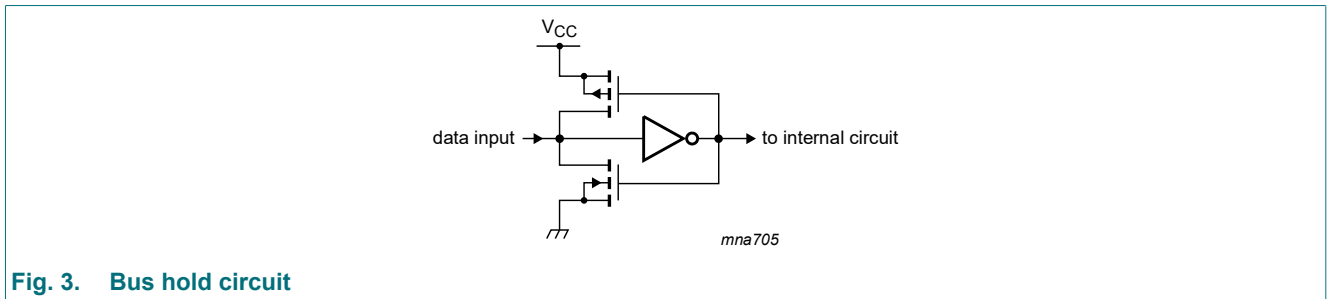 VCC
data input
to internal circuit
mna705
Fig. 3. Bus hold circuit